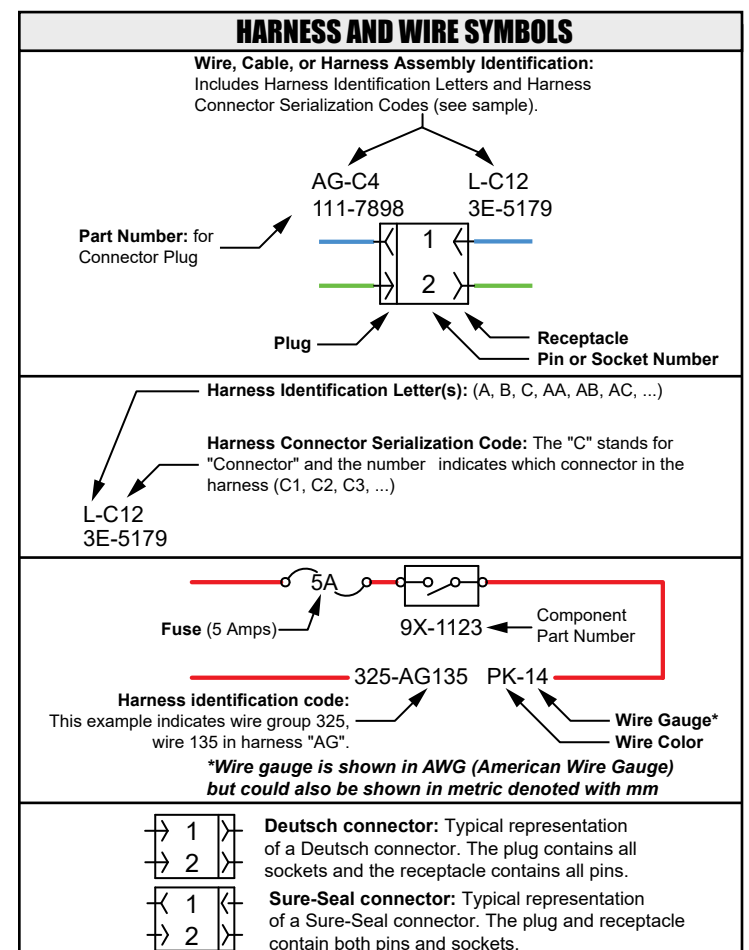 HARNESS AND WIRE SYMBOLS
Wire, Cable, or Harness Assembly Identification:
Includes Harness Identification Letters and Harness
Connector Serialization Codes (see sample).
AG-C4
111-7898
L-C12
3E-5179
Part Number: for
Connector Plug
1
2
Plug
Receptacle
Pin or Socket Number
Harness Identification Letter(s): (A, B, C, AA, AB, AC, ...)
Harness Connector Serialization Code: The "C" stands for
"Connector" and the number indicates which connector in the
harness (C1, C2, C3, ...)
L-C12
3E-5179
5A
Fuse (5 Amps)
9X-1123
Component
Part Number
325-AG135 PK-14
Harness identification code:
This example indicates wire group 325,
wire 135 in harness "AG".
Wire Gauge*
Wire Color
*Wire gauge is shown in AWG (American Wire Gauge)
but could also be shown in metric denoted with mm
1
2
Deutsch connector: Typical representation
of a Deutsch connector. The plug contains all
sockets and the receptacle contains all pins.
1
2
Sure-Seal connector: Typical representation
of a Sure-Seal connector. The plug and receptacle
contain both pins and sockets.